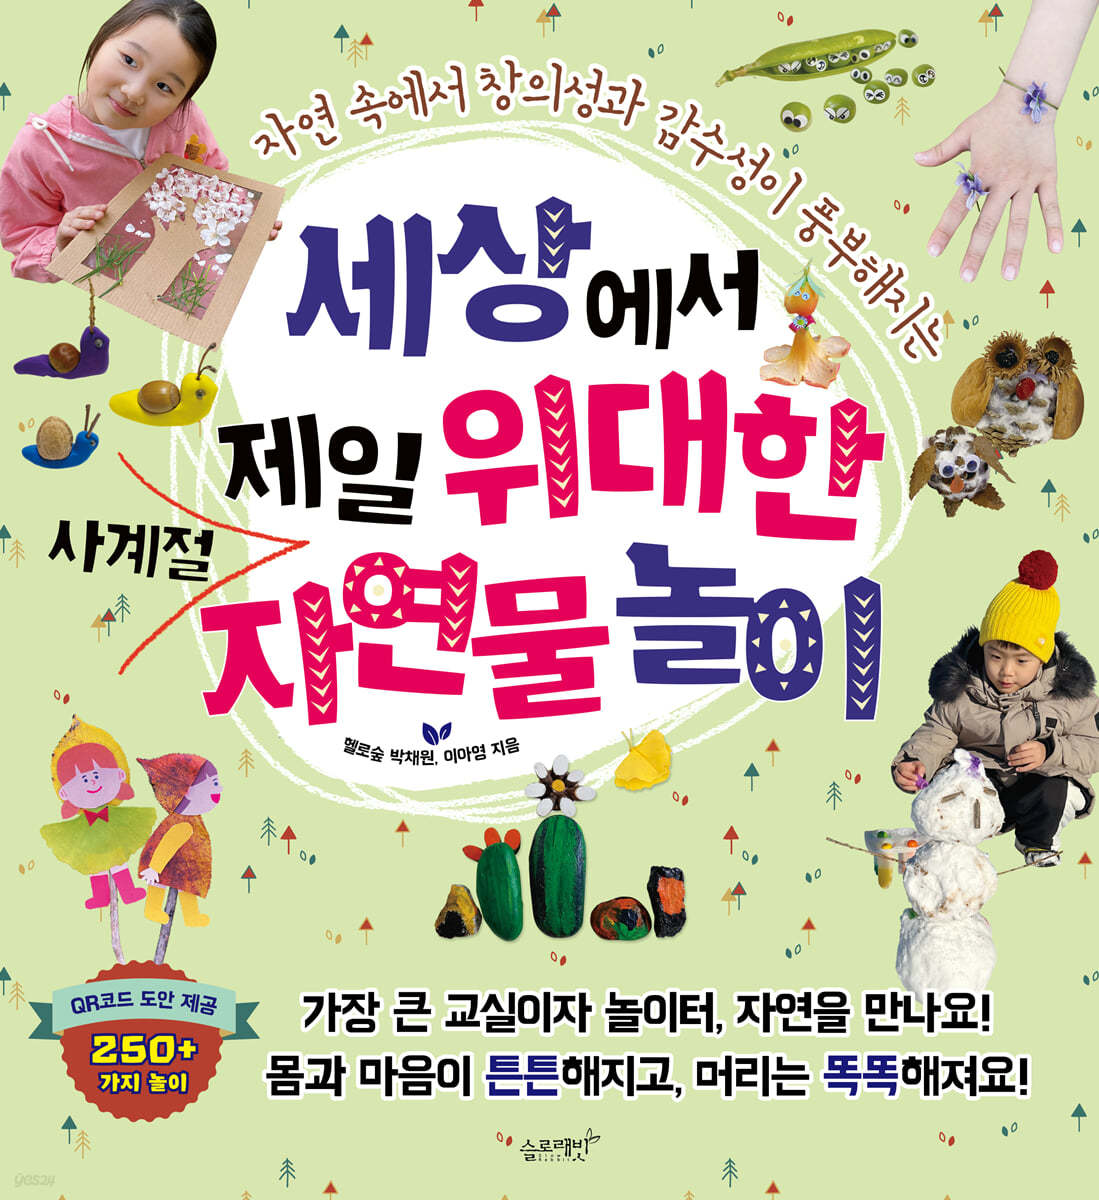 자연 속에서 창의성과 감수성이 풍부해지는
세상에서
제일 위대한
사계절
자연물 놀이
헬로숲 박채원, 이아영 지음
QR코드 도안 제공
250+
가지 놀이
가장 큰 교실이자 놀이터, 자연을 만나요!
몸과 마음이 튼튼해지고, 머리는 똑똑해져요!
슬로래빗
Slow Rabbit
yes24